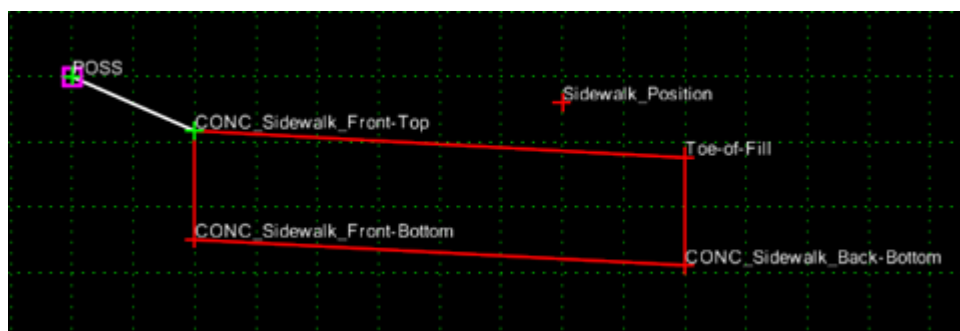 POSS
Sidewalk_Position
CONC_Sidewalk_Front-Top
Toe-of-Fill
CONC_Sidewalk_Front-Bottom
CONC_Sidewalk_Back-Bottom